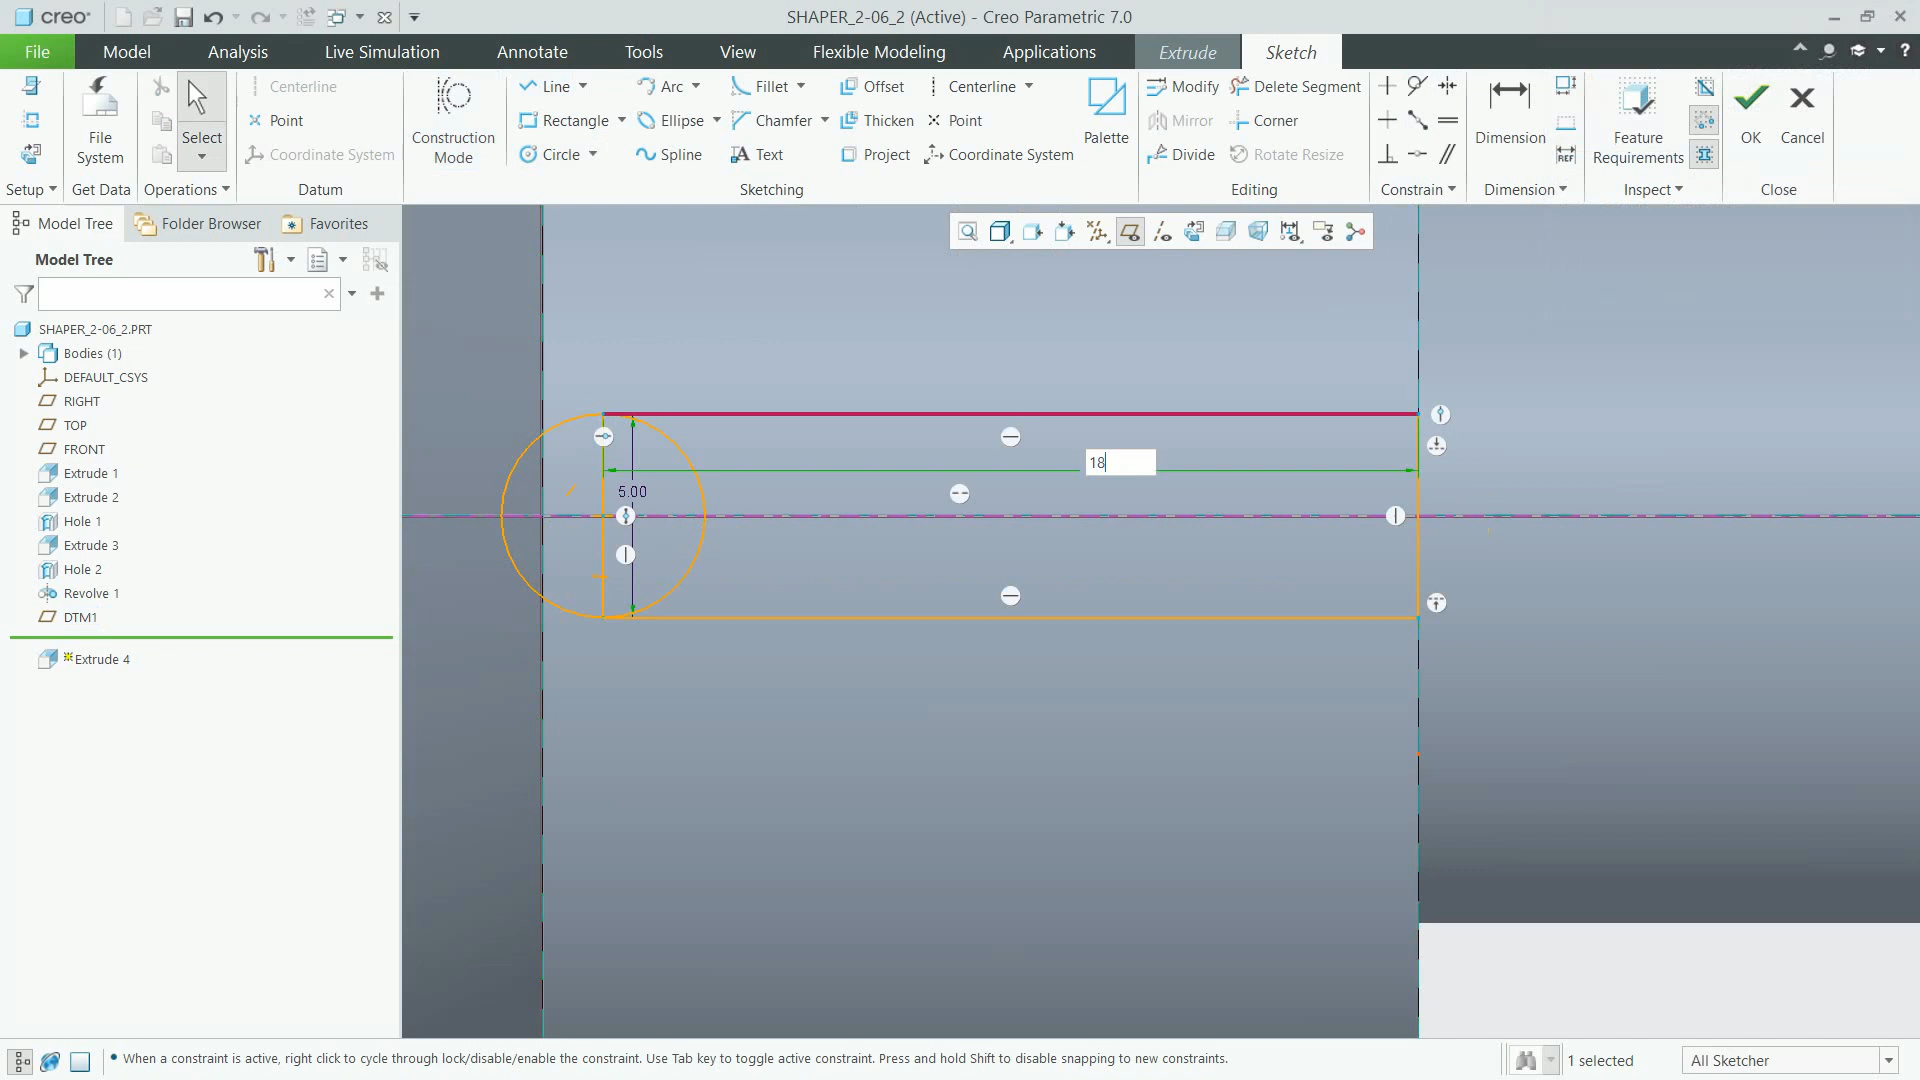 creo SHAPER_2-06_2 (Active) - Creo Parametric 7.0
File Model Analysis Live Simulation Annotate Tools View Flexible Modeling Applications Extrude Sketch
Centerline Line Arc Fillet Offset Centerline Modify Delete Segment
Point Rectangle Ellipse Chamfer Thicken Point Mirror Corner
File System Select Construction Mode Palette Dimension Feature Requirements OK Cancel
Coordinate System Circle Spline Text Project Coordinate System Divide Rotate Resize
REF
Setup Get Data Operations Datum Sketching Editing Constrain Dimension Inspect Close
Model Tree Folder Browser Favorites
Model Tree
SHAPER_2-06_2.PRT
Bodies (1)
DEFAULT_CSYS
RIGHT
TOP
FRONT
Extrude 1
Extrude 2
Hole 1
Extrude 3
Hole 2
Revolve 1
DTM1
Extrude 4
18
5.00
When a constraint is active, right click to cycle through lock/disable/enable the constraint. Use Tab key to toggle active constraint. Press and hold Shift to disable snapping to new constraints.
1 selected
All Sketcher